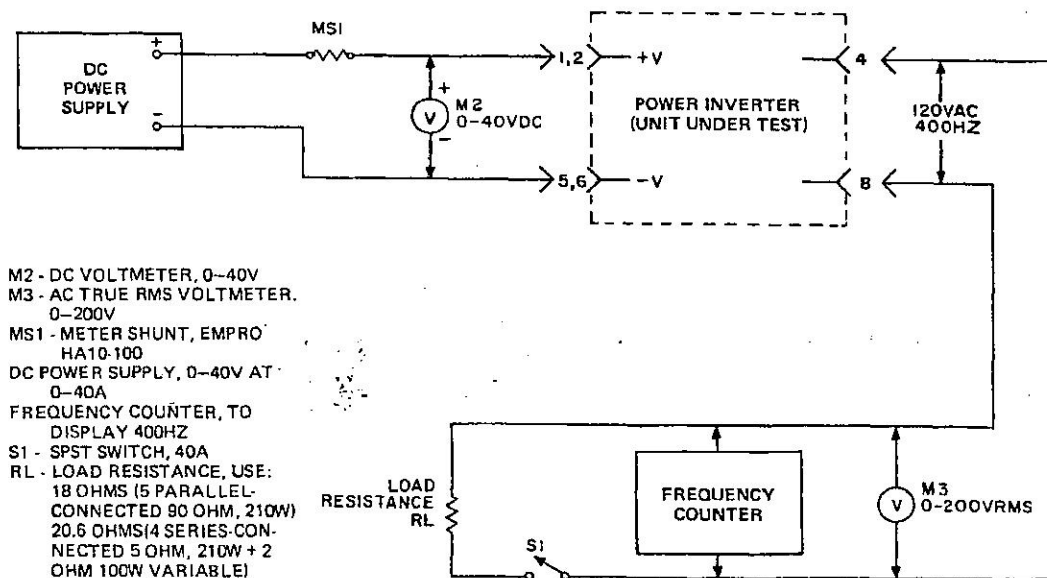 MS1
DC
POWER
SUPPLY
+
−
+
M2
0-40VDC
V
−
1,2
+V
5,6
−V
POWER INVERTER
(UNIT UNDER TEST)
4
8
120VAC
400HZ
M2 - DC VOLTMETER, 0-40V
M3 - AC TRUE RMS VOLTMETER.
0-200V
MS1 - METER SHUNT, EMPRO
HA10-100
DC POWER SUPPLY, 0-40V AT
0-40A
FREQUENCY COUNTER, TO
DISPLAY 400HZ
S1 - SPST SWITCH, 40A
RL - LOAD RESISTANCE, USE:
18 OHMS (5 PARALLEL-
CONNECTED 90 OHM, 210W)
20.6 OHMS(4 SERIES-CON-
NECTED 5 OHM, 210W + 2
OHM 100W VARIABLE)
LOAD
RESISTANCE
RL
S1
FREQUENCY
COUNTER
V
M3
0-200VRMS